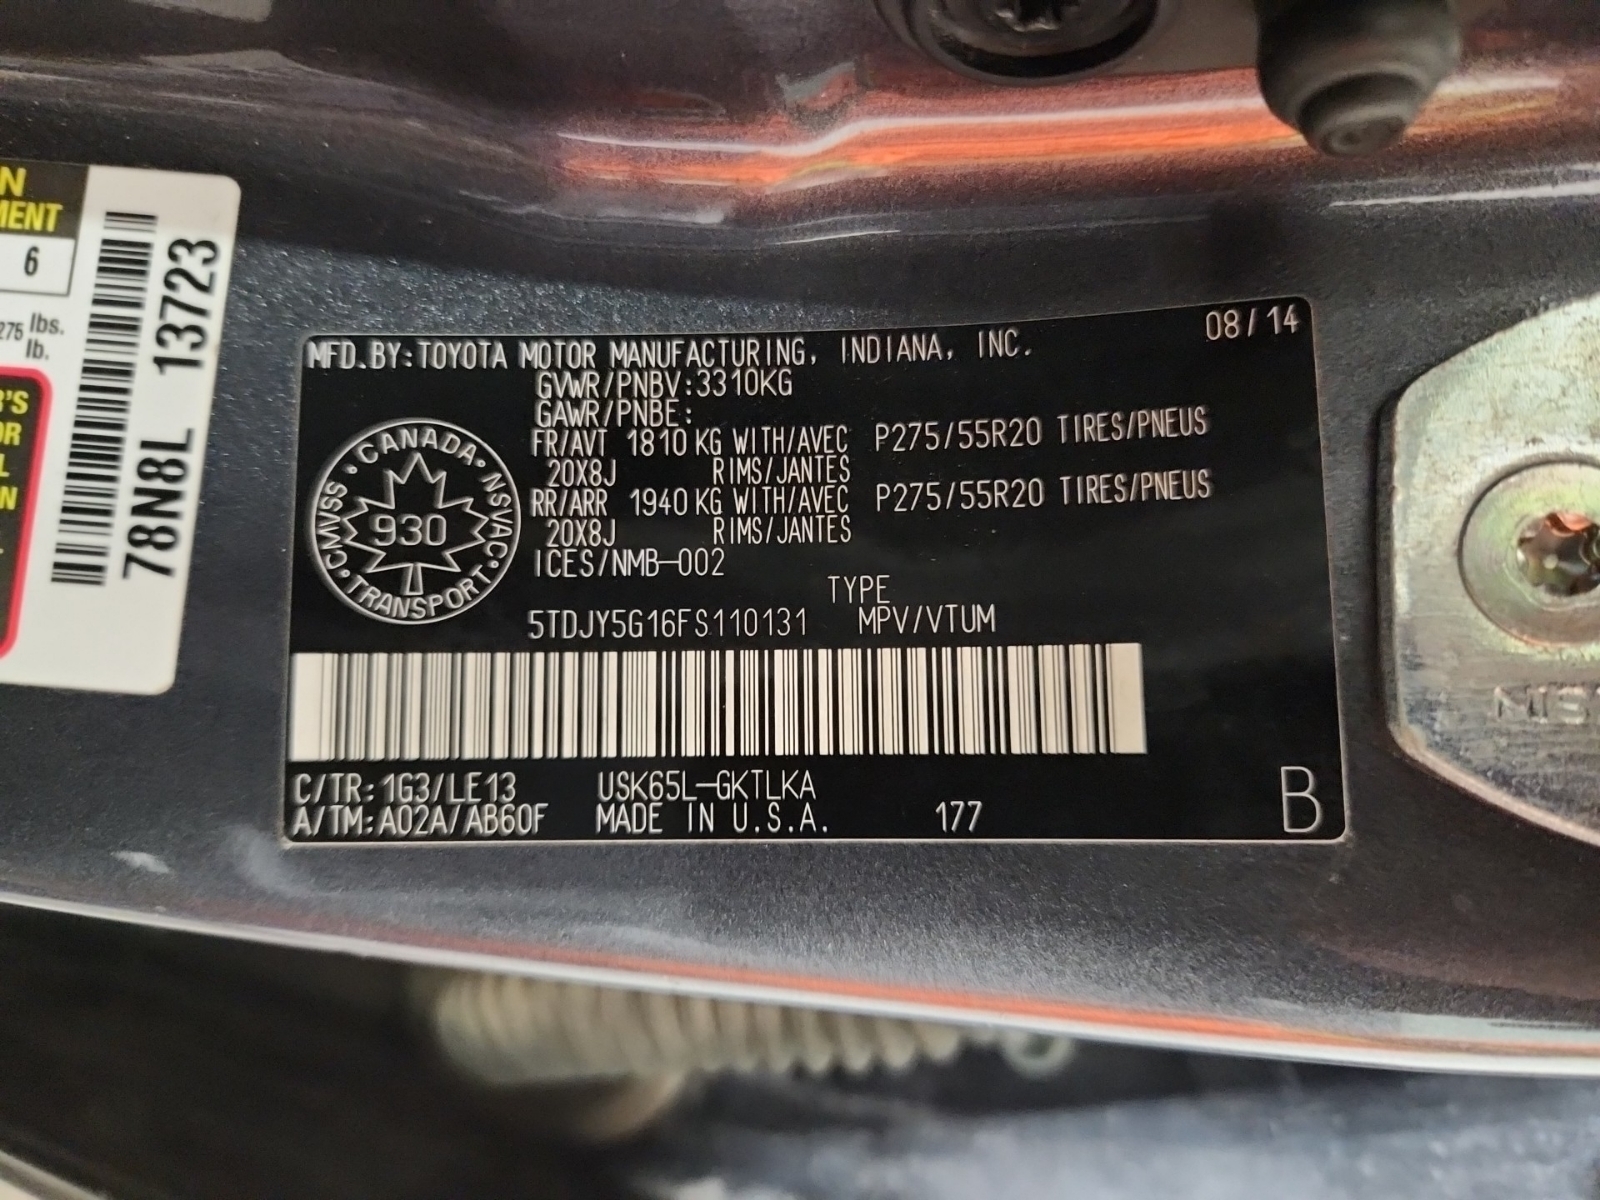 N
MENT
6
275 lbs.
lb.
R'S
OR
L
ON
78N8L 13723
MFD.BY:TOYOTA MOTOR MANUFACTURING, INDIANA, INC. 08/14
GVWR/PNBV:3310KG
GAWR/PNBE:
FR/AVT 1810 KG WITH/AVEC P275/55R20 TIRES/PNEUS
20X8J RIMS/JANTES
RR/ARR 1940 KG WITH/AVEC P275/55R20 TIRES/PNEUS
20X8J RIMS/JANTES
ICES/NMB-002
CANADA • NSVAC • TRANSPORT • CMVSS •
930
TYPE
5TDJY5G16FS110131 MPV/VTUM
C/TR: 1G3/LE13 USK65L-GKTLKA
A/TM: A02A/AB60F MADE IN U.S.A. 177 B